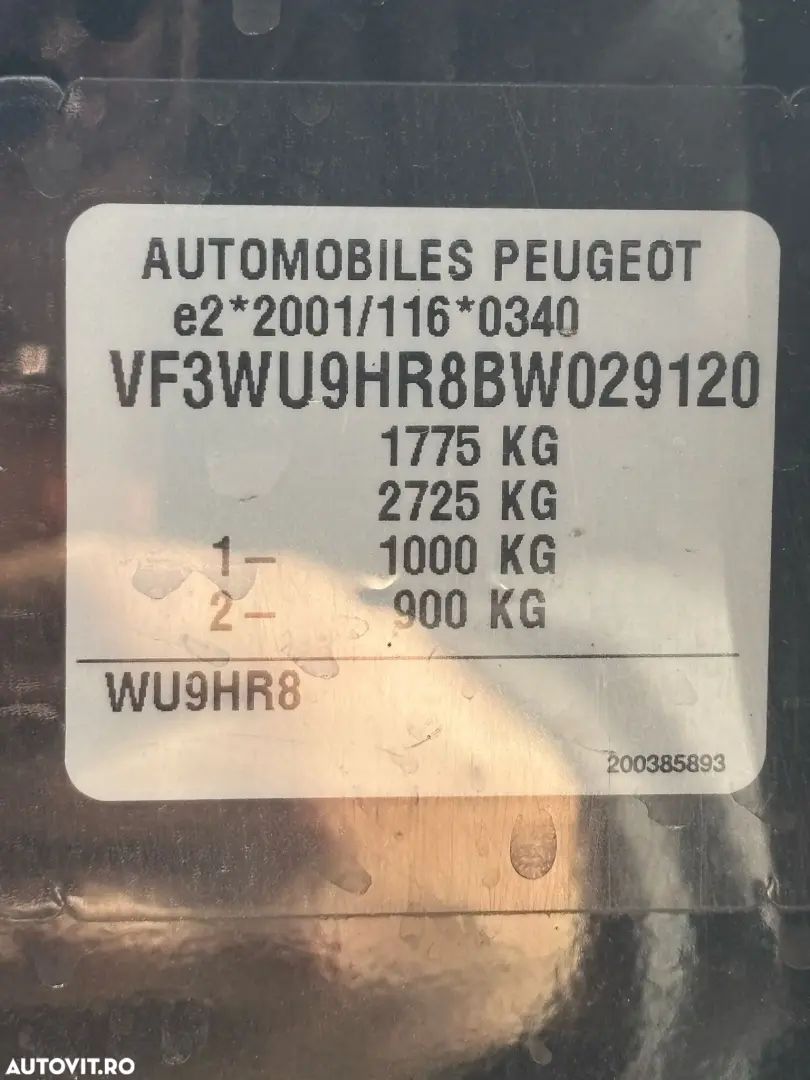 AUTOMOBILES PEUGEOT
e2*2001/116*0340
VF3WU9HR8BW029120
1775 KG
2725 KG
1- 1000 KG
2- 900 KG
WU9HR8
200385893
AUTOVIT.RO